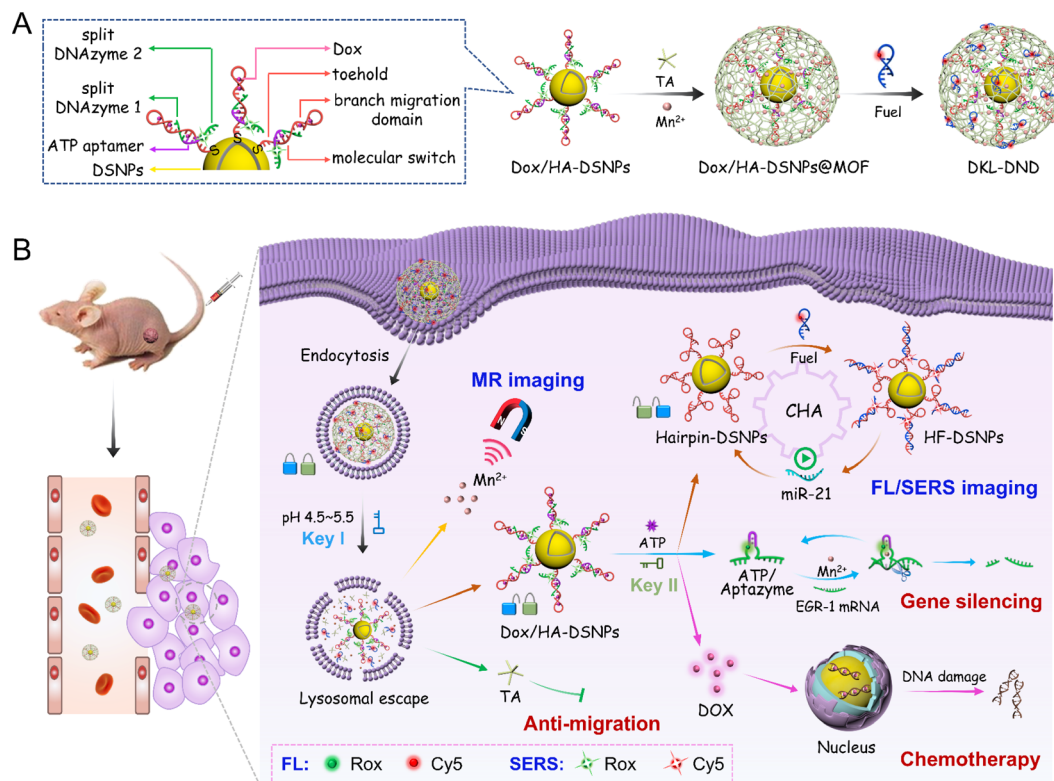 A
split
DNAzyme 2
split
DNAzyme 1
ATP aptamer
DSNPs
Dox
toehold
branch migration
domain
molecular switch
S
S
S
Dox/HA-DSNPs
TA
Mn²⁺
Dox/HA-DSNPs@MOF
Fuel
DKL-DND
B
Endocytosis
pH 4.5~5.5
Key I
Lysosomal escape
MR imaging
Mn²⁺
Dox/HA-DSNPs
TA
Anti-migration
ATP
Key II
Hairpin-DSNPs
Fuel
CHA
miR-21
HF-DSNPs
FL/SERS imaging
ATP/
Aptazyme
Mn²⁺
EGR-1 mRNA
Gene silencing
DOX
Nucleus
DNA damage
Chemotherapy
FL: Rox Cy5 SERS: Rox Cy5